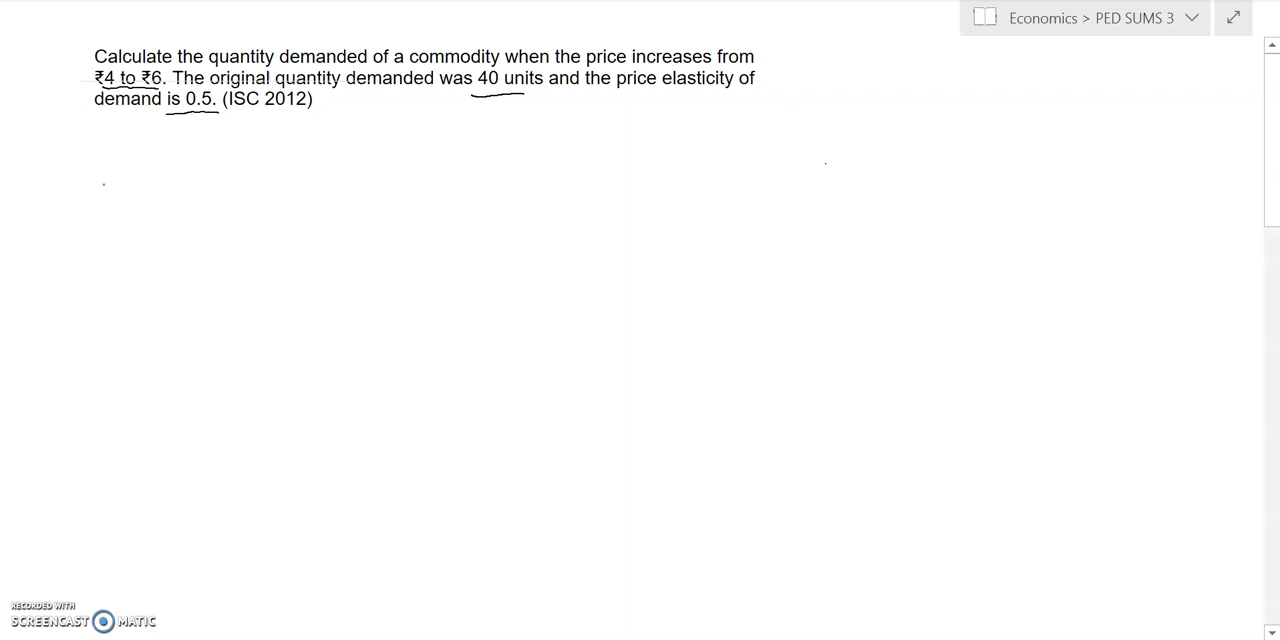 Economics > PED SUMS 3
Calculate the quantity demanded of a commodity when the price increases from
₹4 to ₹6. The original quantity demanded was 40 units and the price elasticity of
demand is 0.5. (ISC 2012)
RECORDED WITH
SCREENCAST MATIC